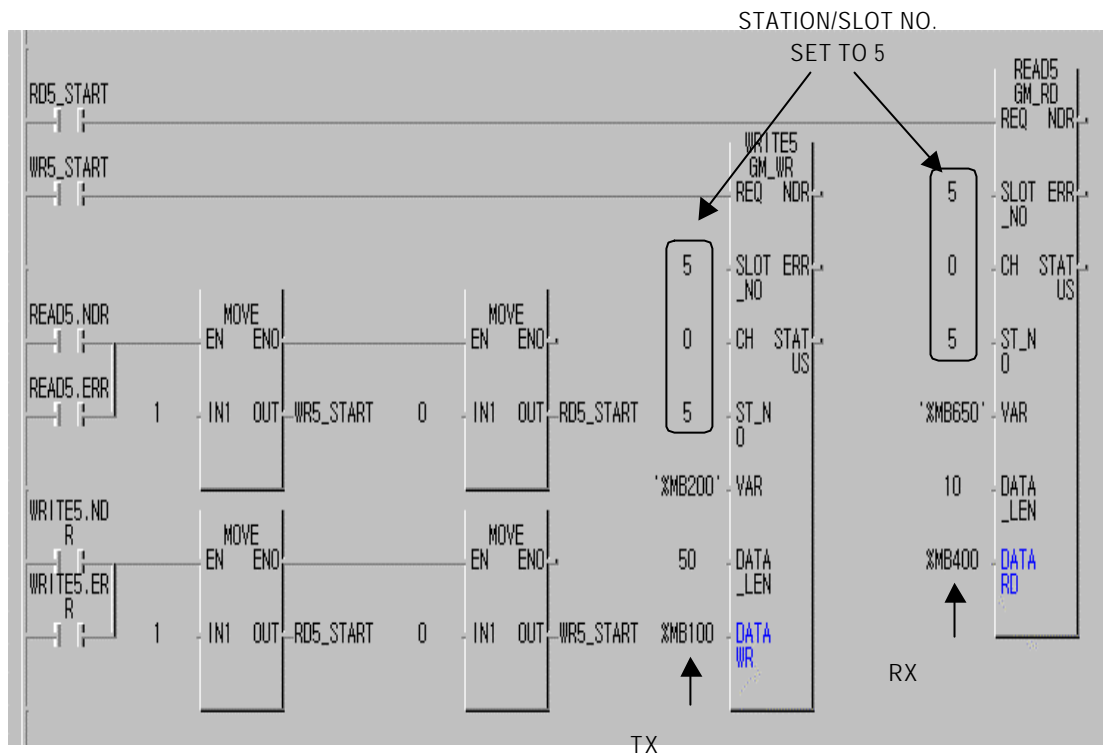 STATION/SLOT NO.
SET TO 5
READ5
GM_RD
RD5_START
REQ NDR
WRITE5
GM_WR
WR5_START
REQ NDR
5 SLOT ERR
_NO
5 SLOT ERR
_NO
0 CH STAT
US
READ5.NDR
MOVE
EN ENO
MOVE
EN ENO
0 CH STAT
US
5 ST_N
O
READ5.ERR
1 IN1 OUT WR5_START 0 IN1 OUT RD5_START 5 ST_N
O
'%MB650' VAR
'%MB200' VAR
10 DATA
_LEN
WRITE5.ND
R
MOVE
EN ENO
MOVE
EN ENO
50 DATA
_LEN
%MB400 DATA
RD
WRITE5.ER
R
1 IN1 OUT RD5_START 0 IN1 OUT WR5_START %MB100 DATA
WR
RX
TX